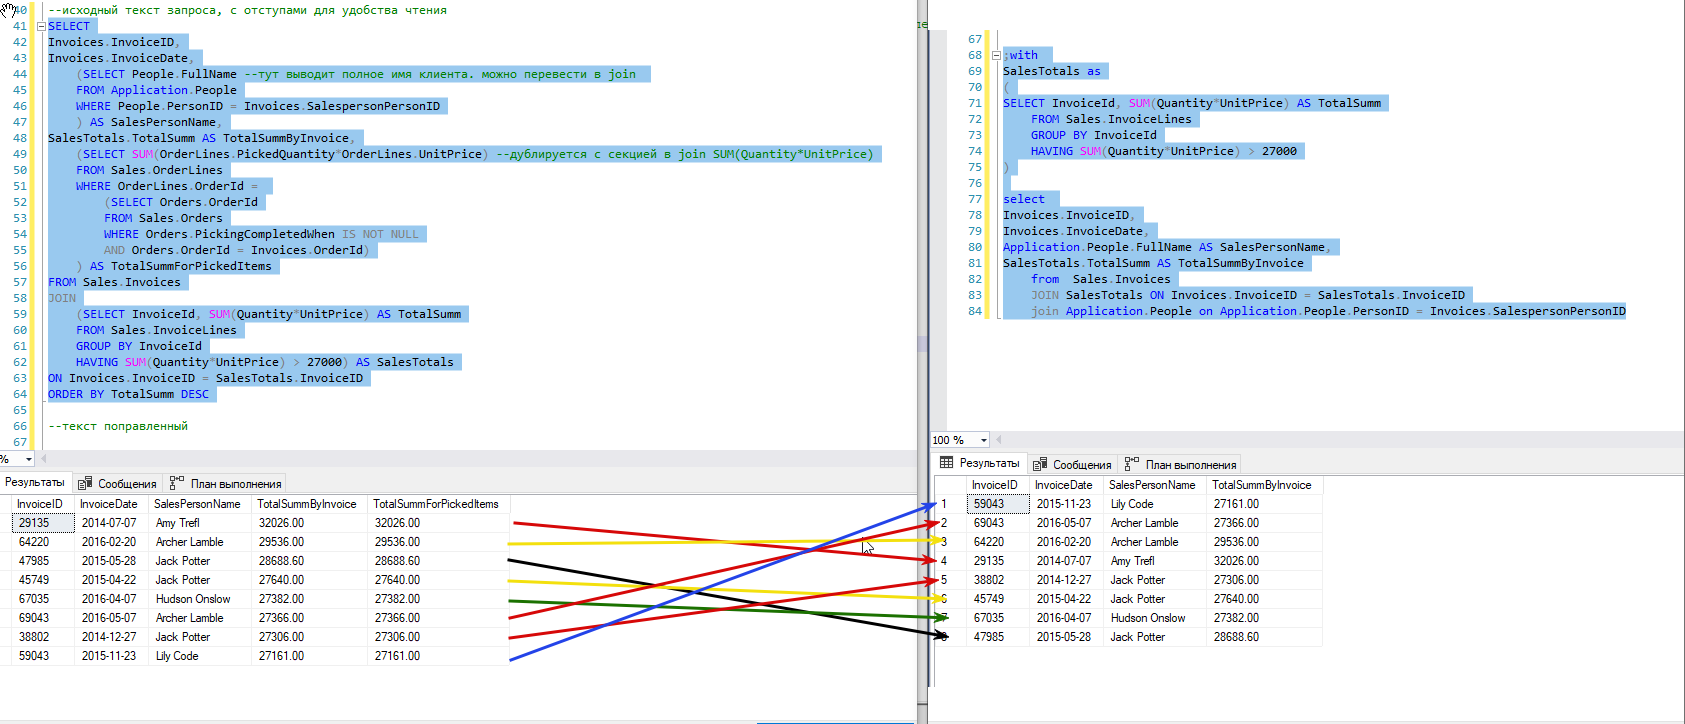 40 --исходный текст запроса, с отступами для удобства чтения
41 SELECT
42 Invoices.InvoiceID,
43 Invoices.InvoiceDate,
44 (SELECT People.FullName --тут выводит полное имя клиента. можно перевести в join
45 FROM Application.People
46 WHERE People.PersonID = Invoices.SalespersonPersonID
47 ) AS SalesPersonName,
48 SalesTotals.TotalSumm AS TotalSummByInvoice,
49 (SELECT SUM(OrderLines.PickedQuantity*OrderLines.UnitPrice) --дублируется с секцией в join SUM(Quantity*UnitPrice)
50 FROM Sales.OrderLines
51 WHERE OrderLines.OrderId =
52 (SELECT Orders.OrderId
53 FROM Sales.Orders
54 WHERE Orders.PickingCompletedWhen IS NOT NULL
55 AND Orders.OrderId = Invoices.OrderId)
56 ) AS TotalSummForPickedItems
57 FROM Sales.Invoices
58 JOIN
59 (SELECT InvoiceId, SUM(Quantity*UnitPrice) AS TotalSumm
60 FROM Sales.InvoiceLines
61 GROUP BY InvoiceId
62 HAVING SUM(Quantity*UnitPrice) > 27000) AS SalesTotals
63 ON Invoices.InvoiceID = SalesTotals.InvoiceID
64 ORDER BY TotalSumm DESC
65
66 --текст поправленный
67
%
Результаты Сообщения План выполнения
InvoiceID InvoiceDate SalesPersonName TotalSummByInvoice TotalSummForPickedItems
29135 2014-07-07 Amy Trefl 32026.00 32026.00
64220 2016-02-20 Archer Lamble 29536.00 29536.00
47985 2015-05-28 Jack Potter 28688.60 28688.60
45749 2015-04-22 Jack Potter 27640.00 27640.00
67035 2016-04-07 Hudson Onslow 27382.00 27382.00
69043 2016-05-07 Archer Lamble 27366.00 27366.00
38802 2014-12-27 Jack Potter 27306.00 27306.00
59043 2015-11-23 Lily Code 27161.00 27161.00
67
68 ;with
69 SalesTotals as
70 (
71 SELECT InvoiceId, SUM(Quantity*UnitPrice) AS TotalSumm
72 FROM Sales.InvoiceLines
73 GROUP BY InvoiceId
74 HAVING SUM(Quantity*UnitPrice) > 27000
75 )
76
77 select
78 Invoices.InvoiceID,
79 Invoices.InvoiceDate,
80 Application.People.FullName AS SalesPersonName,
81 SalesTotals.TotalSumm AS TotalSummByInvoice
82 from Sales.Invoices
83 JOIN SalesTotals ON Invoices.InvoiceID = SalesTotals.InvoiceID
84 join Application.People on Application.People.PersonID = Invoices.SalespersonPersonID
100 %
Результаты Сообщения План выполнения
InvoiceID InvoiceDate SalesPersonName TotalSummByInvoice
1 59043 2015-11-23 Lily Code 27161.00
2 69043 2016-05-07 Archer Lamble 27366.00
3 64220 2016-02-20 Archer Lamble 29536.00
4 29135 2014-07-07 Amy Trefl 32026.00
5 38802 2014-12-27 Jack Potter 27306.00
6 45749 2015-04-22 Jack Potter 27640.00
7 67035 2016-04-07 Hudson Onslow 27382.00
8 47985 2015-05-28 Jack Potter 28688.60